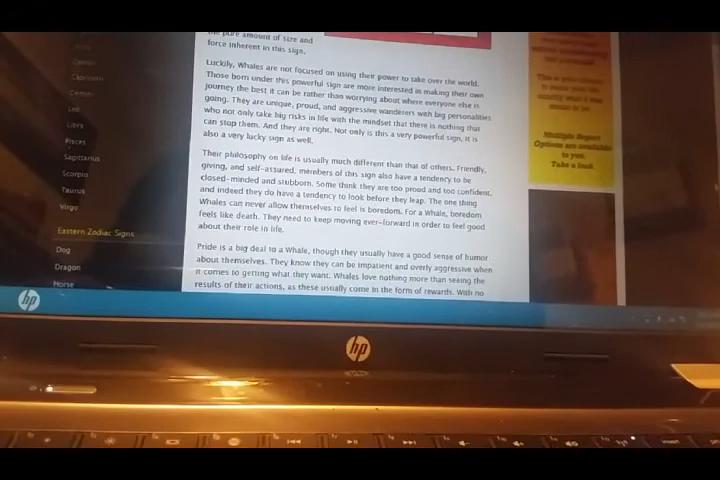 the pure amount of size and
force inherent in this sign.
Luckily, Whales are not focused on using their power to take over the world.
Those born under this powerful sign are more interested in making their own
journey the best it can be rather than worrying about where everyone else is
going. They are unique, proud, and aggressive wanderers with big personalities
who not only take big risks in life with the mindset that there is nothing that
can stop them. And they are right. Not only is this a very powerful sign, it is
also a very lucky sign as well.
Their philosophy on life is usually much different than that of others. Friendly,
giving, and self-assured, members of this sign also have a tendency to be
closed-minded and stubborn. Some think they are too proud and too confident,
and indeed they do have a tendency to look before they leap. The one thing
Whales can never allow themselves to feel is boredom. For a Whale, boredom
feels like death. They need to keep moving ever-forward in order to feel good
about their role in life.
Pride is a big deal to a Whale, though they usually have a good sense of humor
about themselves. They know they can be impatient and overly aggressive when
it comes to getting what they want. Whales love nothing more than seeing the
results of their actions, as these usually come in the form of rewards. With no
Cancer
Capricorn
Gemini
Leo
Libra
Pisces
Sagittarius
Scorpio
Taurus
Virgo
Eastern Zodiac Signs
Dog
Dragon
Horse
Multiple Report
Options are available
to you.
Take a look
hp
hp
insert